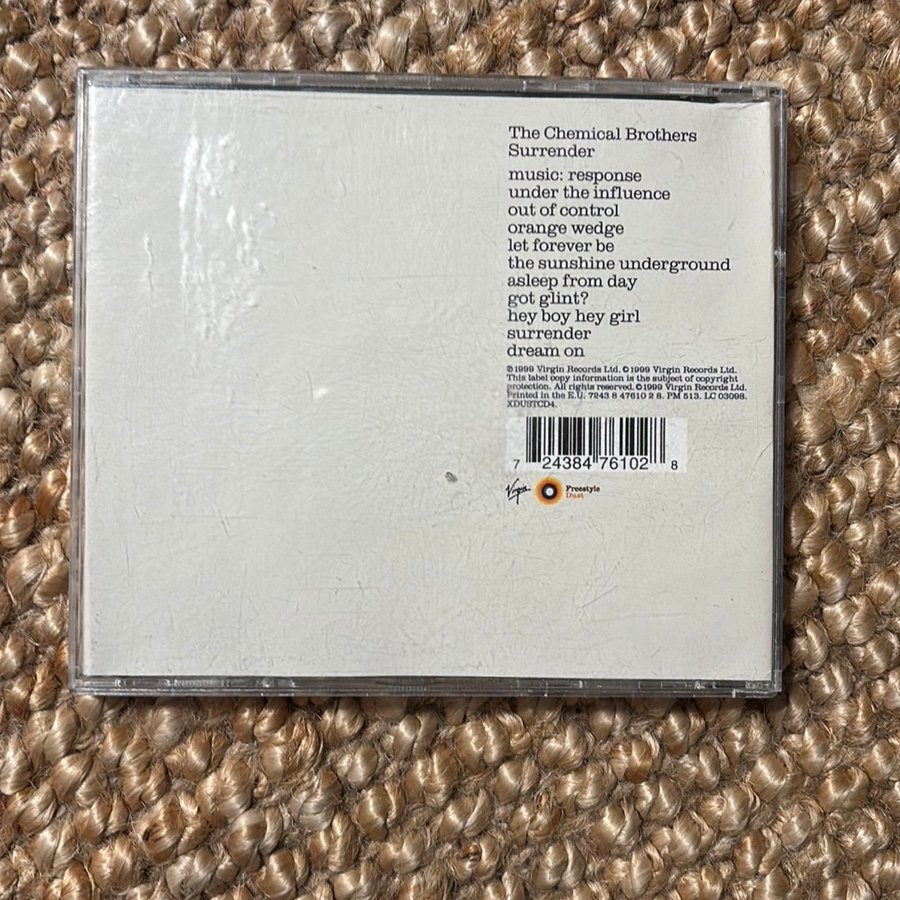 The Chemical Brothers
Surrender
music: response
under the influence
out of control
orange wedge
let forever be
the sunshine underground
asleep from day
got glint?
hey boy hey girl
surrender
dream on
℗1999 Virgin Records Ltd. ©1999 Virgin Records Ltd.
This label copy information is the subject of copyright
protection. All rights reserved. ©1999 Virgin Records Ltd.
Printed in the E.U. 7243 8 47610 2 8. PM 513. LC 03098.
XDUSTCD4.
7 24384 76102 8
Virgin Freestyle
Dust